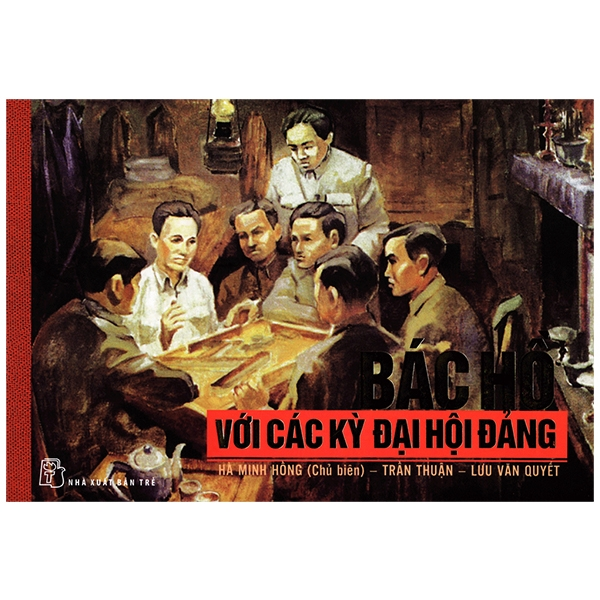 BÁC HỒ
VỚI CÁC KỲ ĐẠI HỘI ĐẢNG
HÀ MINH HỒNG (Chủ biên) – TRẦN THUẬN – LƯU VĂN QUYẾT
NHÀ XUẤT BẢN TRẺ